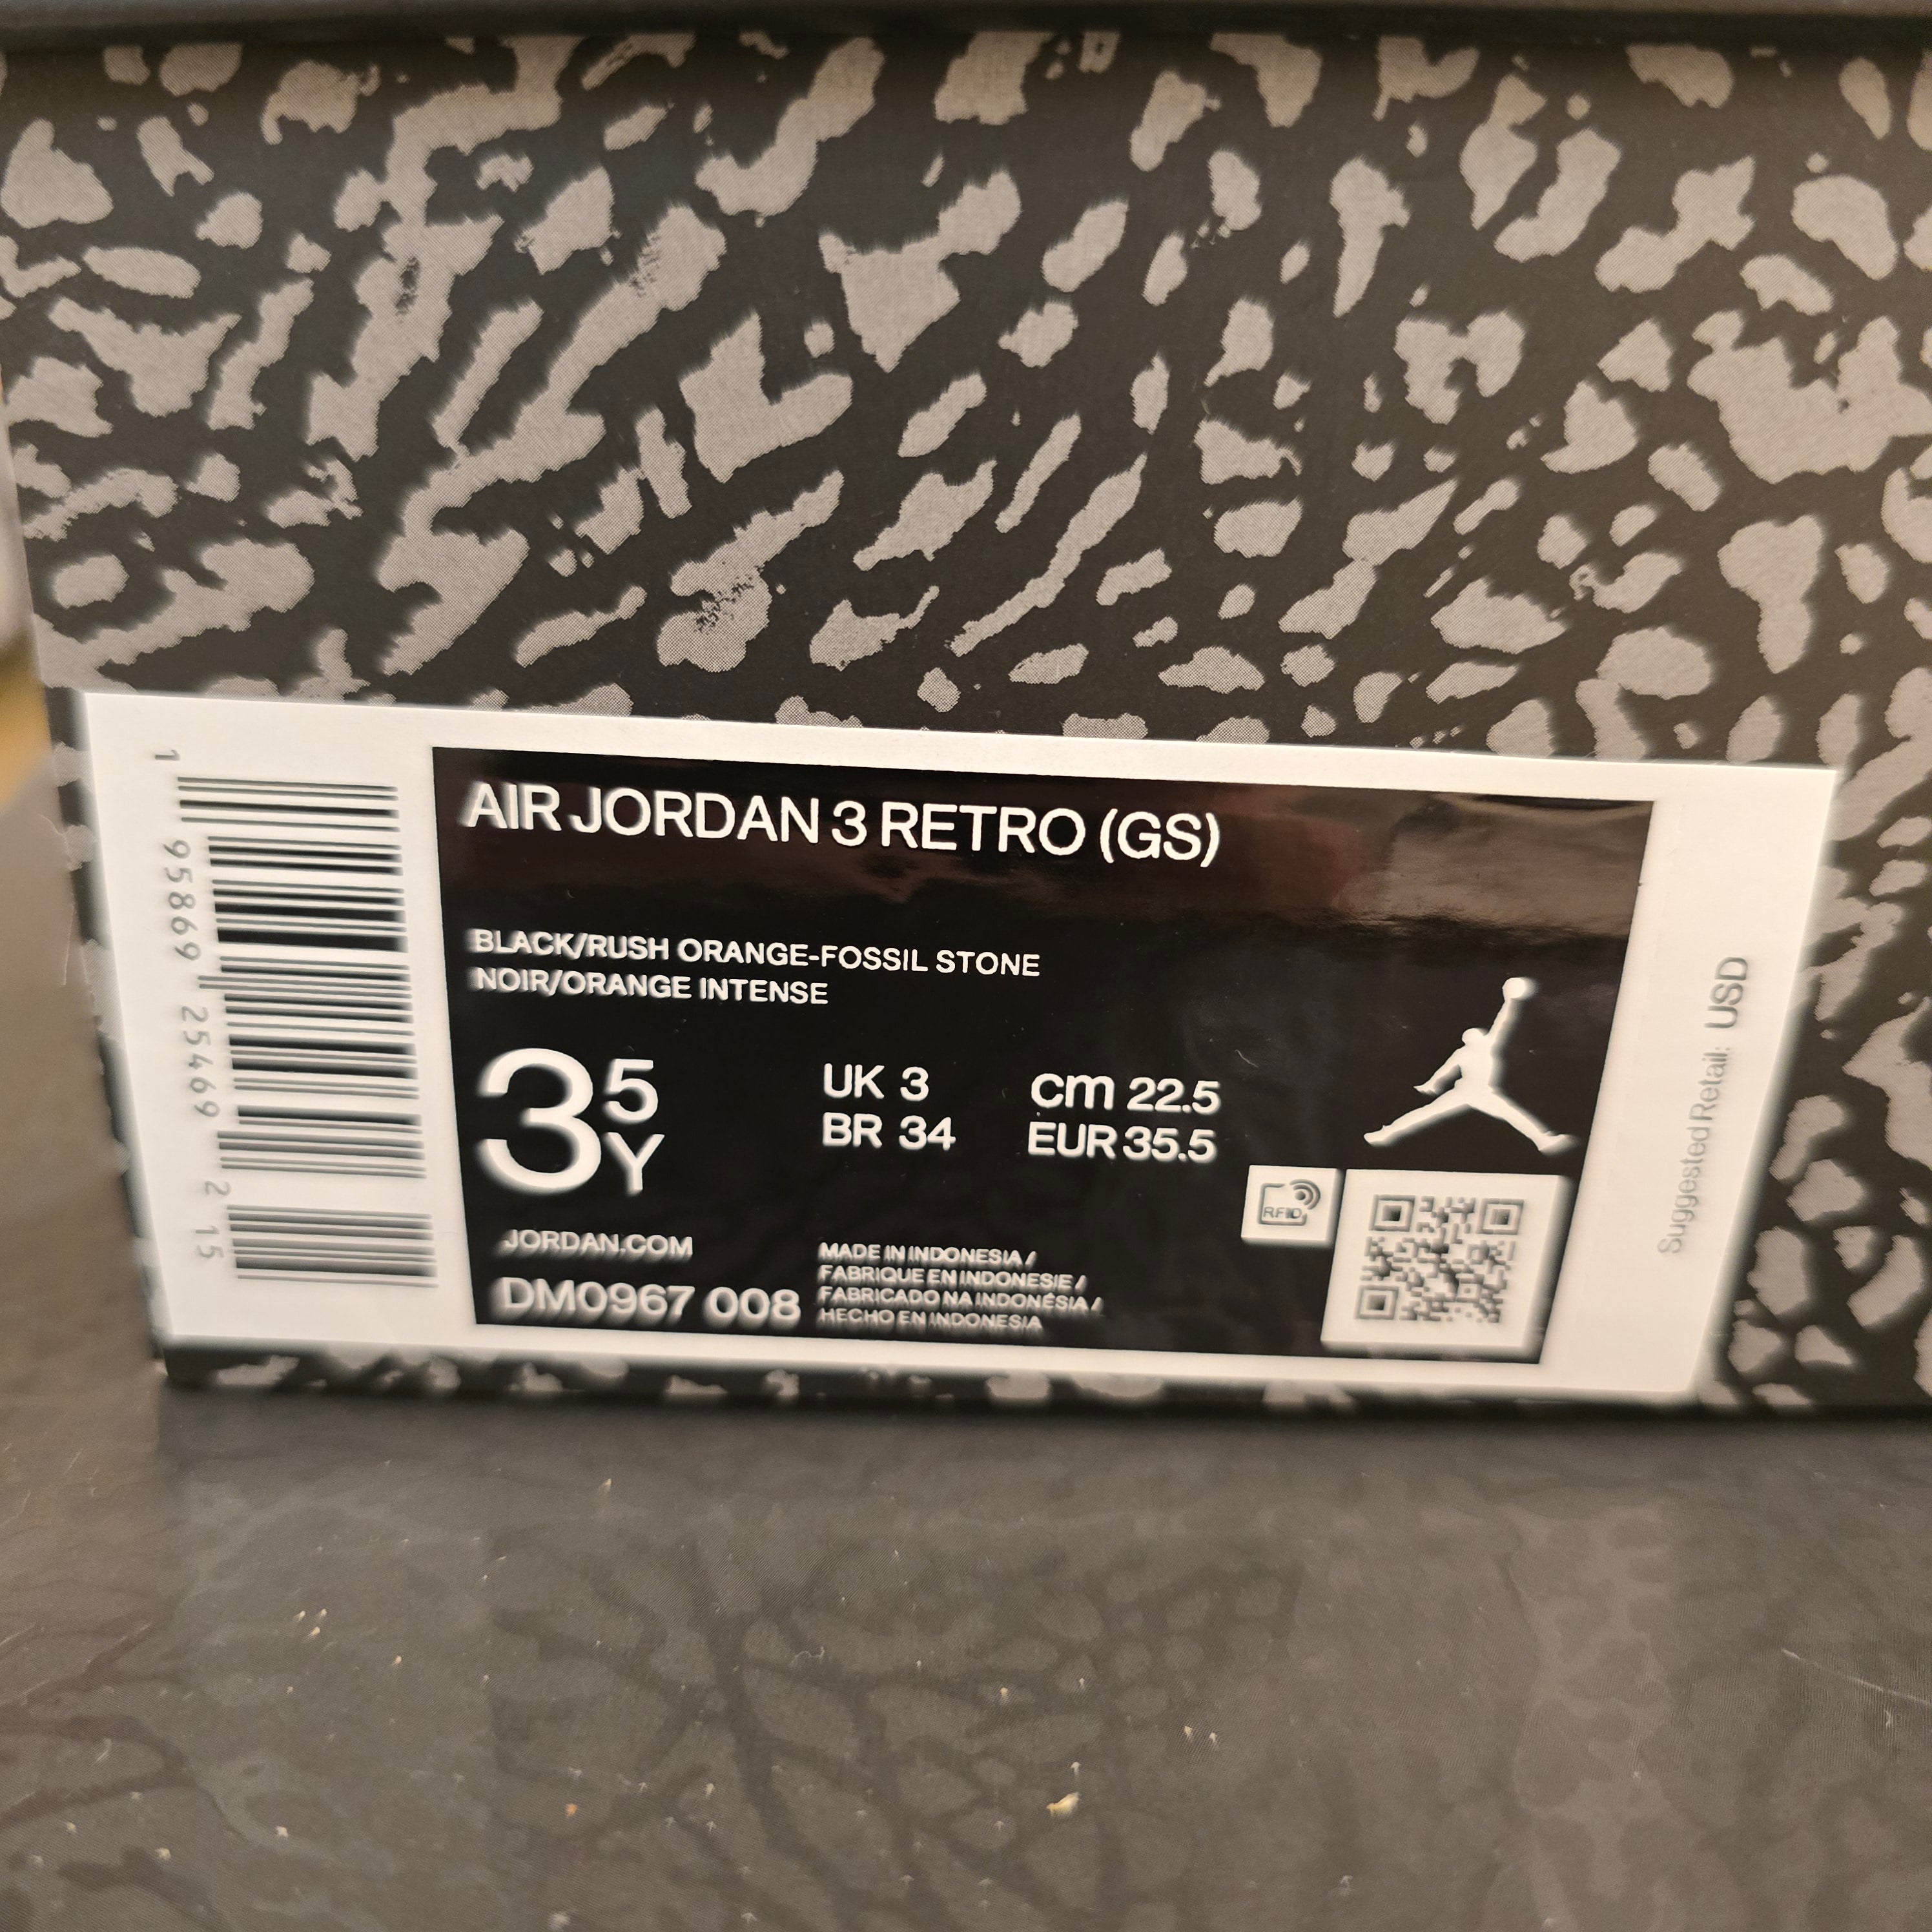 AIR JORDAN 3 RETRO (GS)
BLACK/RUSH ORANGE-FOSSIL STONE
NOIR/ORANGE INTENSE
3 5 Y
UK 3
BR 34
cm 22.5
EUR 35.5
RFID
JORDAN.COM
DM0967 008
MADE IN INDONESIA /
FABRIQUE EN INDONESIE /
FABRICADO NA INDONÉSIA /
HECHO EN INDONESIA
1 95869 25469 2 15
Suggested Retail: USD